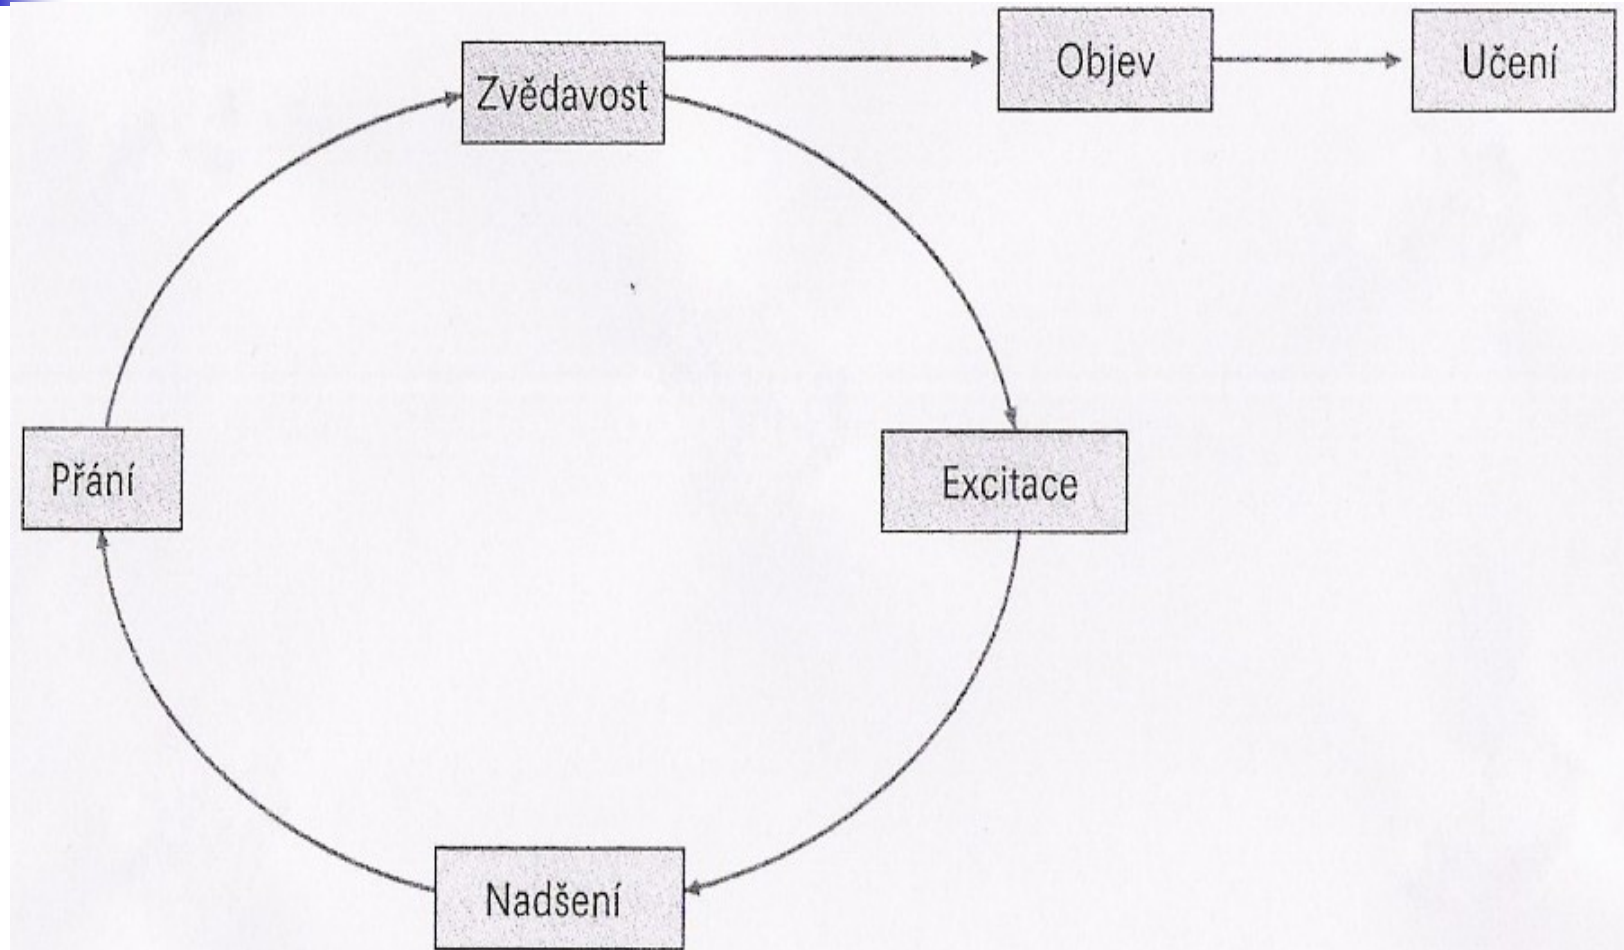 Zvědavost
Objev
Učení
Přání
Excitace
Nadšení